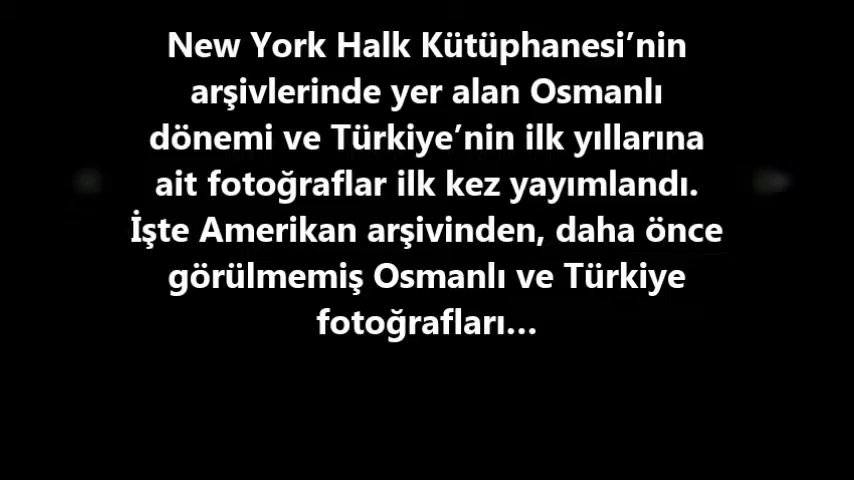 New York Halk Kütüphanesi’nin
arşivlerinde yer alan Osmanlı
dönemi ve Türkiye’nin ilk yıllarına
ait fotoğraflar ilk kez yayımlandı.
İşte Amerikan arşivinden, daha önce
görülmemiş Osmanlı ve Türkiye
fotoğrafları...